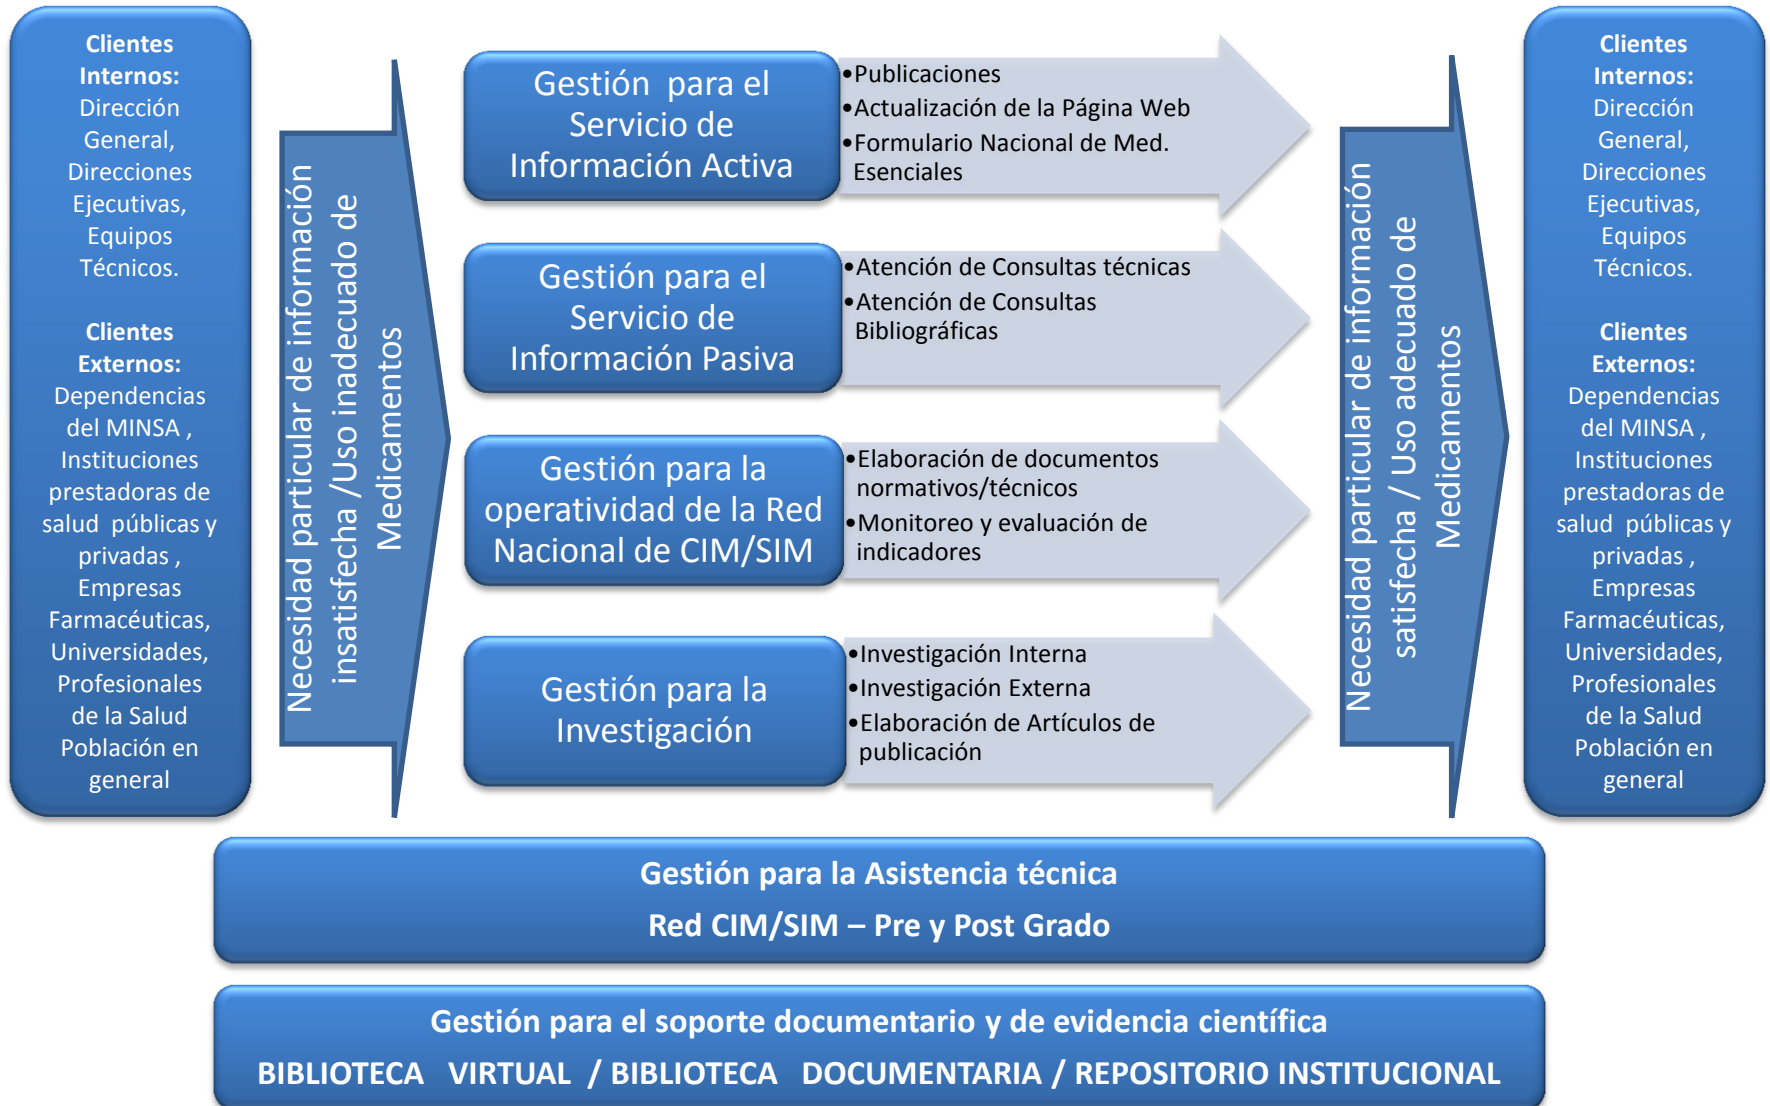 Clientes
Internos:
Dirección
General,
Direcciones
Ejecutivas,
Equipos
Técnicos.
Clientes
Externos:
Dependencias
del MINSA ,
Instituciones
prestadoras de
salud públicas y
privadas ,
Empresas
Farmacéuticas,
Universidades,
Profesionales
de la Salud
Población en
general
Necesidad particular de información
insatisfecha /Uso inadecuado de
Medicamentos
Gestión para el
Servicio de
Información Activa
•Publicaciones
•Actualización de la Página Web
•Formulario Nacional de Med.
Esenciales
Gestión para el
Servicio de
Información Pasiva
•Atención de Consultas técnicas
•Atención de Consultas
Bibliográficas
Gestión para la
operatividad de la Red
Nacional de CIM/SIM
•Elaboración de documentos
normativos/técnicos
•Monitoreo y evaluación de
indicadores
Gestión para la
Investigación
•Investigación Interna
•Investigación Externa
•Elaboración de Artículos de
publicación
Necesidad particular de información
satisfecha / Uso adecuado de
Medicamentos
Clientes
Internos:
Dirección
General,
Direcciones
Ejecutivas,
Equipos
Técnicos.
Clientes
Externos:
Dependencias
del MINSA ,
Instituciones
prestadoras de
salud públicas y
privadas ,
Empresas
Farmacéuticas,
Universidades,
Profesionales
de la Salud
Población en
general
Gestión para la Asistencia técnica
Red CIM/SIM – Pre y Post Grado
Gestión para el soporte documentario y de evidencia científica
BIBLIOTECA VIRTUAL / BIBLIOTECA DOCUMENTARIA / REPOSITORIO INSTITUCIONAL